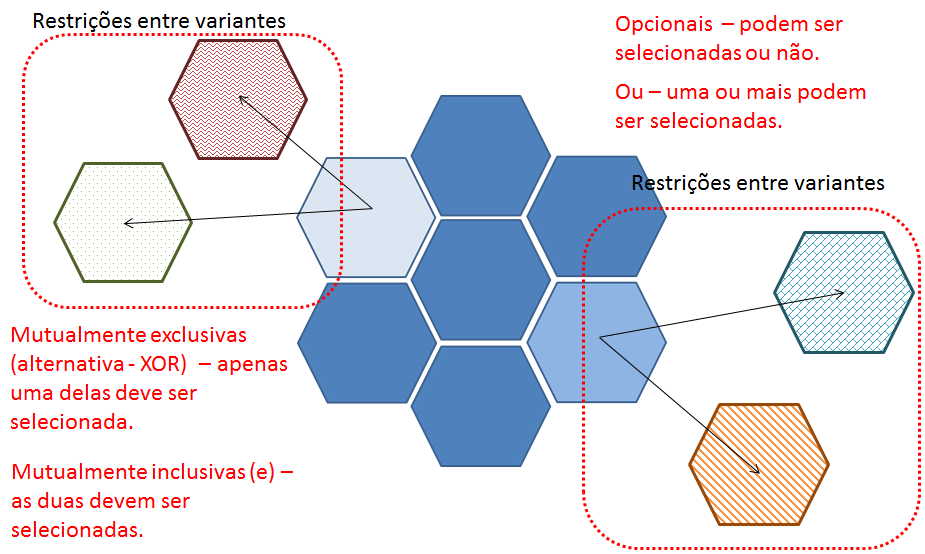 Restrições entre variantes
Opcionais – podem ser
selecionadas ou não.
Ou – uma ou mais podem
ser selecionadas.
Restrições entre variantes
Mutualmente exclusivas
(alternativa - XOR) – apenas
uma delas deve ser
selecionada.
Mutualmente inclusivas (e) –
as duas devem ser
selecionadas.